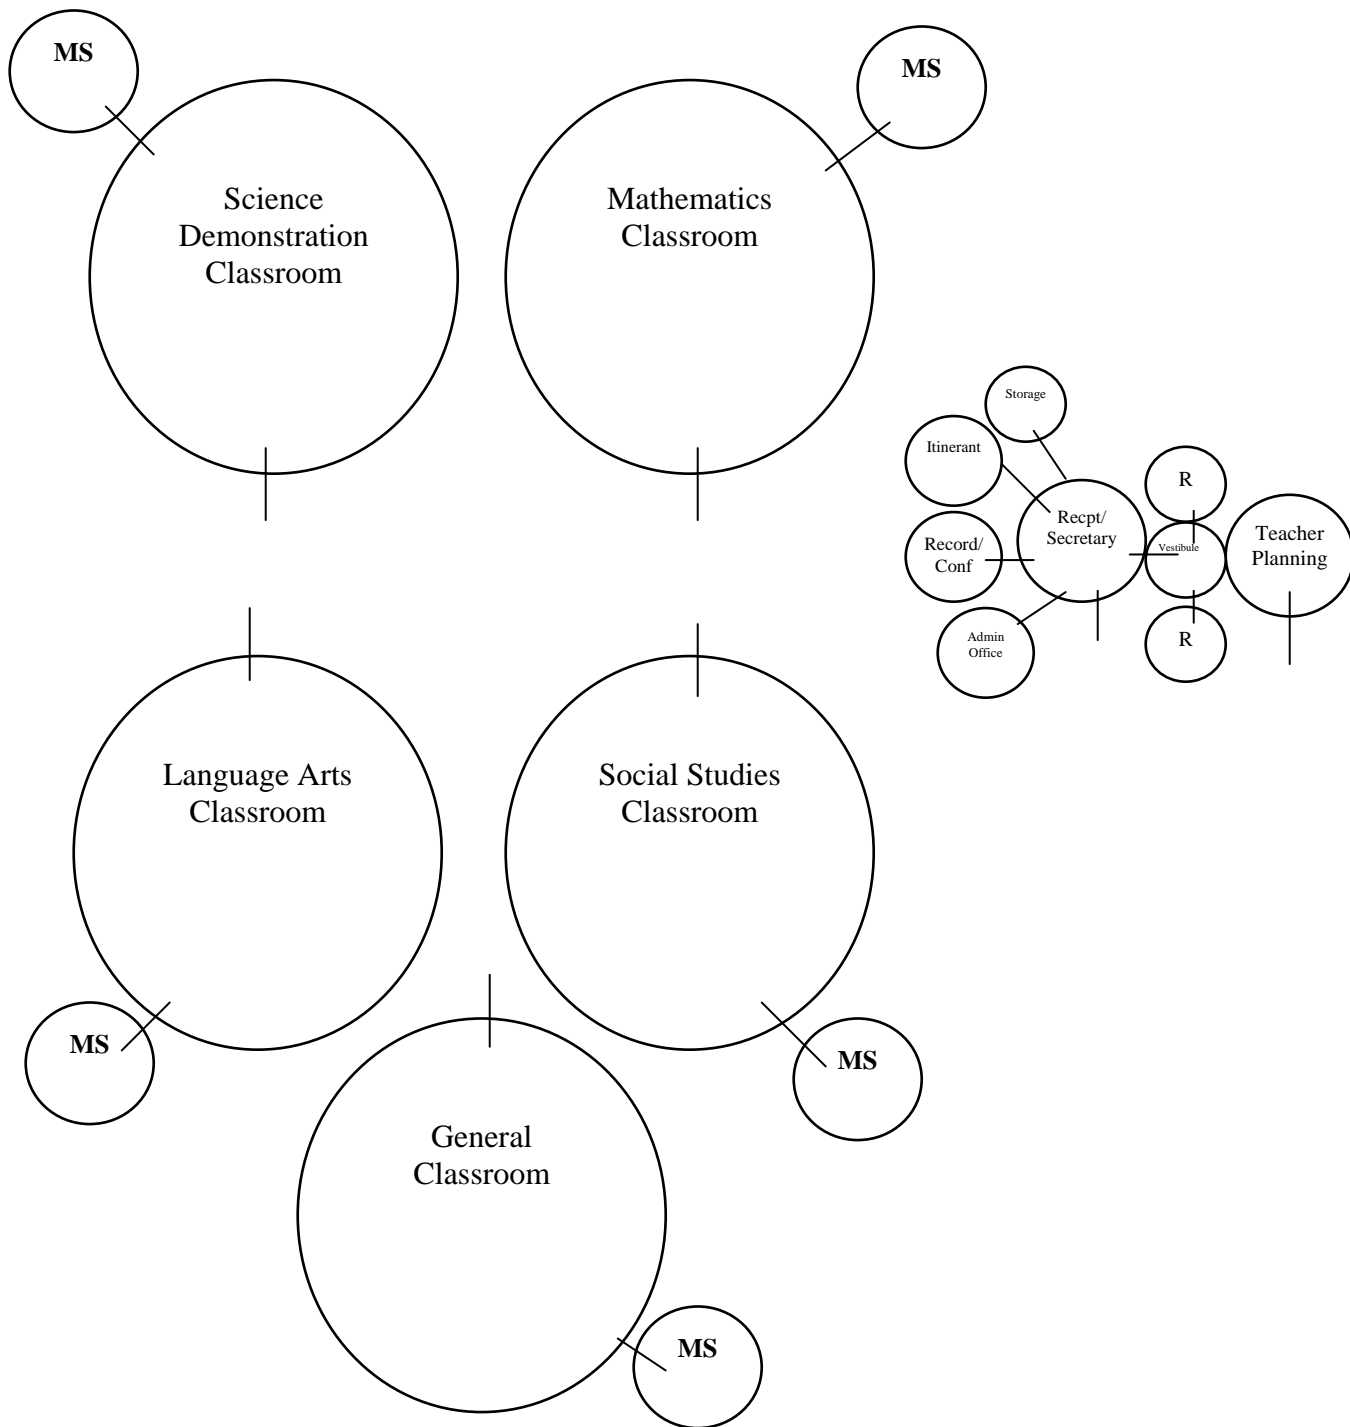 MS
MS
Science
Demonstration
Classroom
Mathematics
Classroom
Storage
Itinerant
R
Recpt/
Secretary
Record/
Conf
Vestibule
Teacher
Planning
Admin
Office
R
Language Arts
Classroom
Social Studies
Classroom
MS
MS
General
Classroom
MS